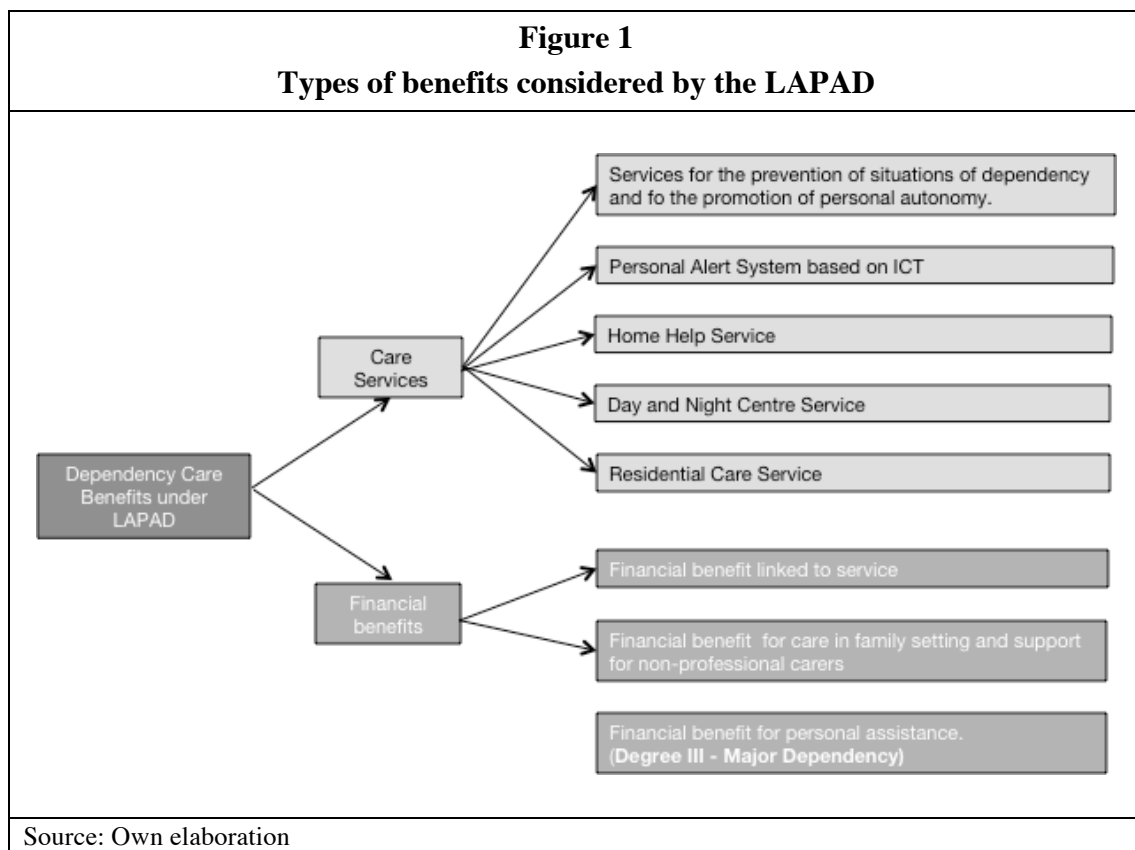 Figure 1
Types of benefits considered by the LAPAD
Services for the prevention of situations of dependency
and fo the promotion of personal autonomy.
Personal Alert System based on ICT
Home Help Service
Care
Services
Day and Night Centre Service
Residential Care Service
Dependency Care
Benefits under
LAPAD
Financial benefit linked to service
Financial
benefits
Financial benefit for care in family setting and support
for non-professional carers
Financial benefit for personal assistance.
(Degree III - Major Dependency)
Source: Own elaboration